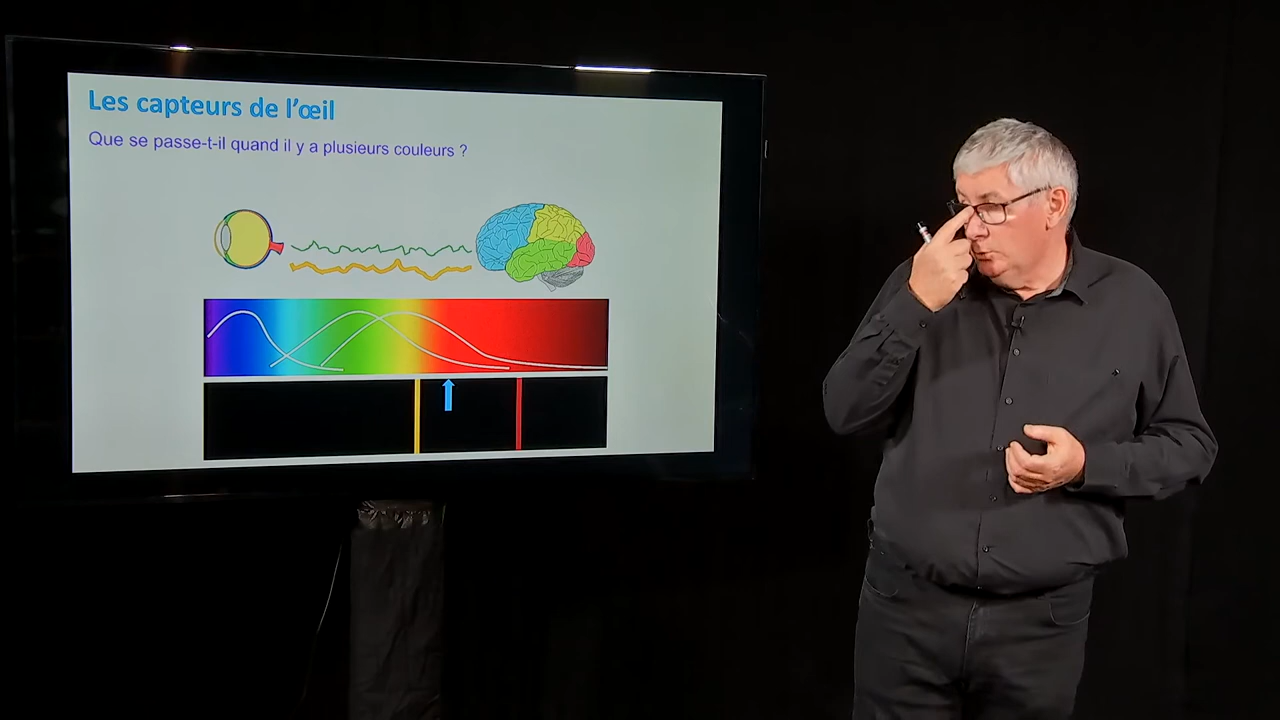 Les capteurs de l'œil
Que se passe-t-il quand il y a plusieurs couleurs ?